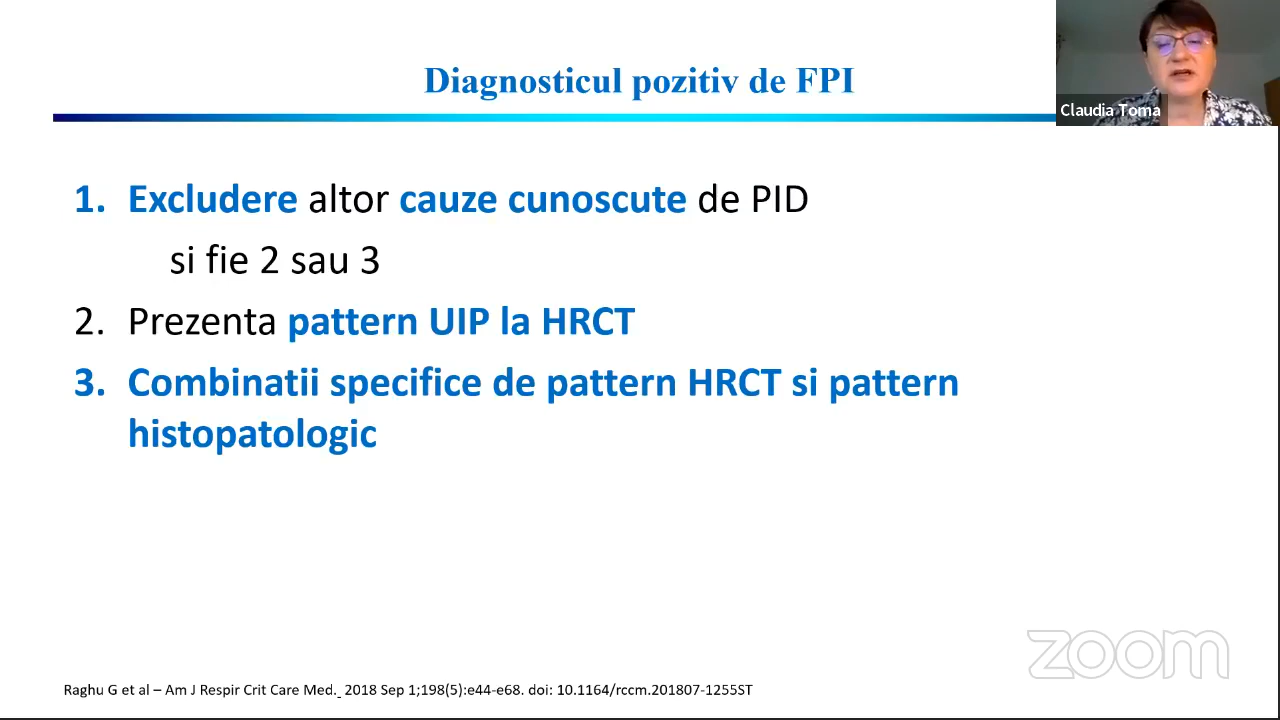 Diagnosticul pozitiv de FPI
Claudia Toma
1. Excludere altor cauze cunoscute de PID
si fie 2 sau 3
2. Prezenta pattern UIP la HRCT
3. Combinatii specifice de pattern HRCT si pattern
histopatologic
zoom
Raghu G et al – Am J Respir Crit Care Med. 2018 Sep 1;198(5):e44-e68. doi: 10.1164/rccm.201807-1255ST